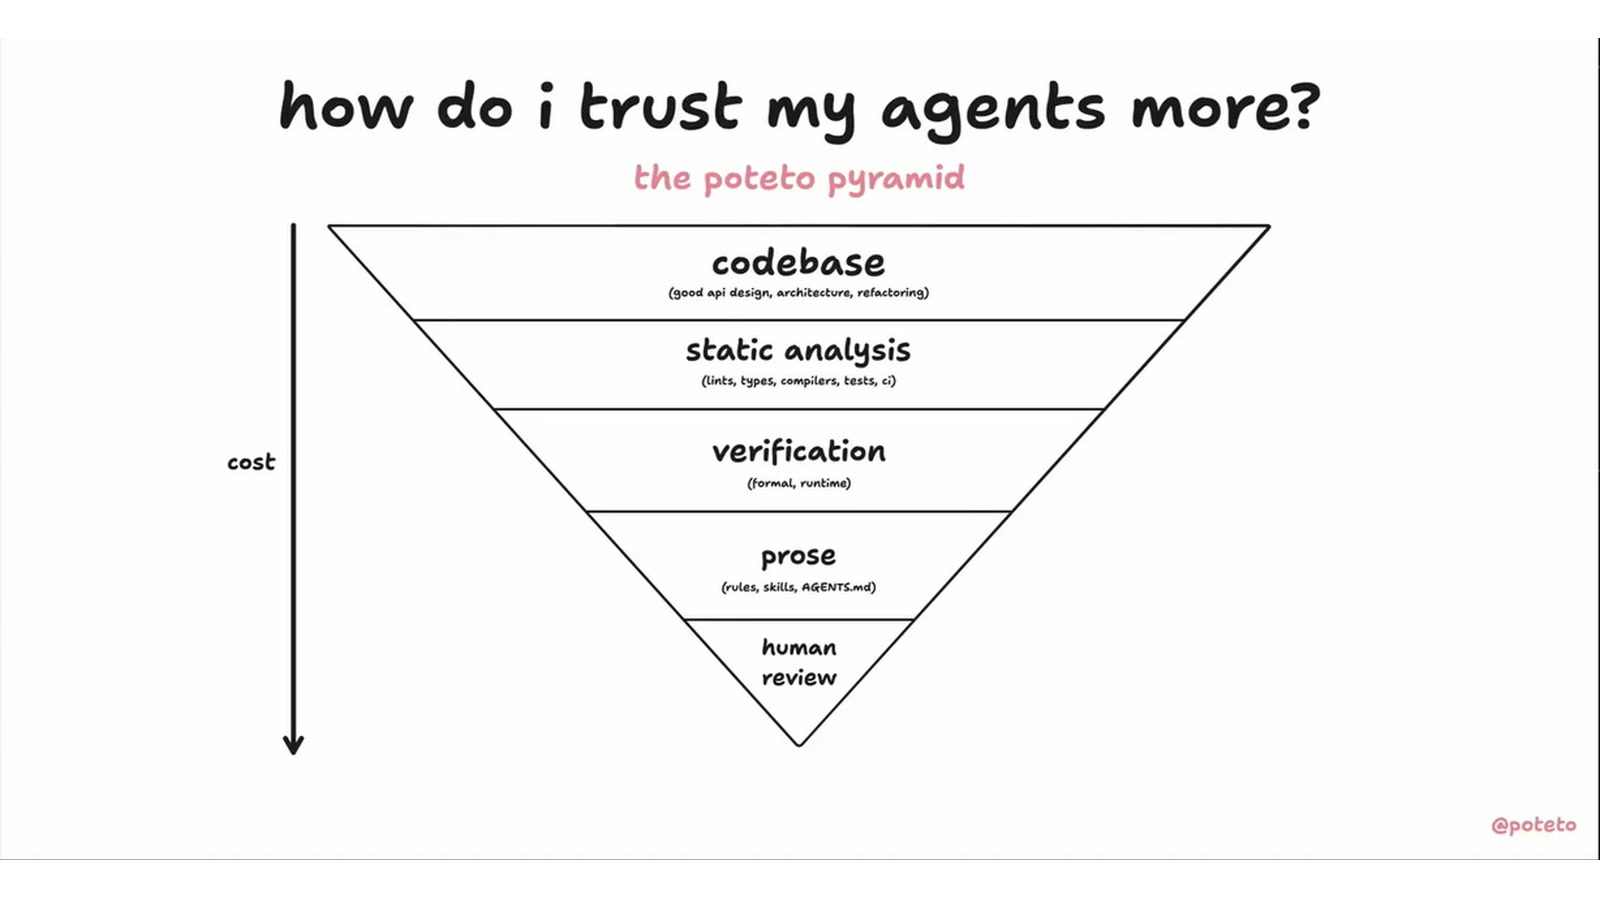 how do i trust my agents more?
the poteto pyramid
codebase
(good api design, architecture, refactoring)
static analysis
(lints, types, compilers, tests, ci)
verification
(formal, runtime)
cost
prose
(rules, skills, AGENTS.md)
human
review
@poteto